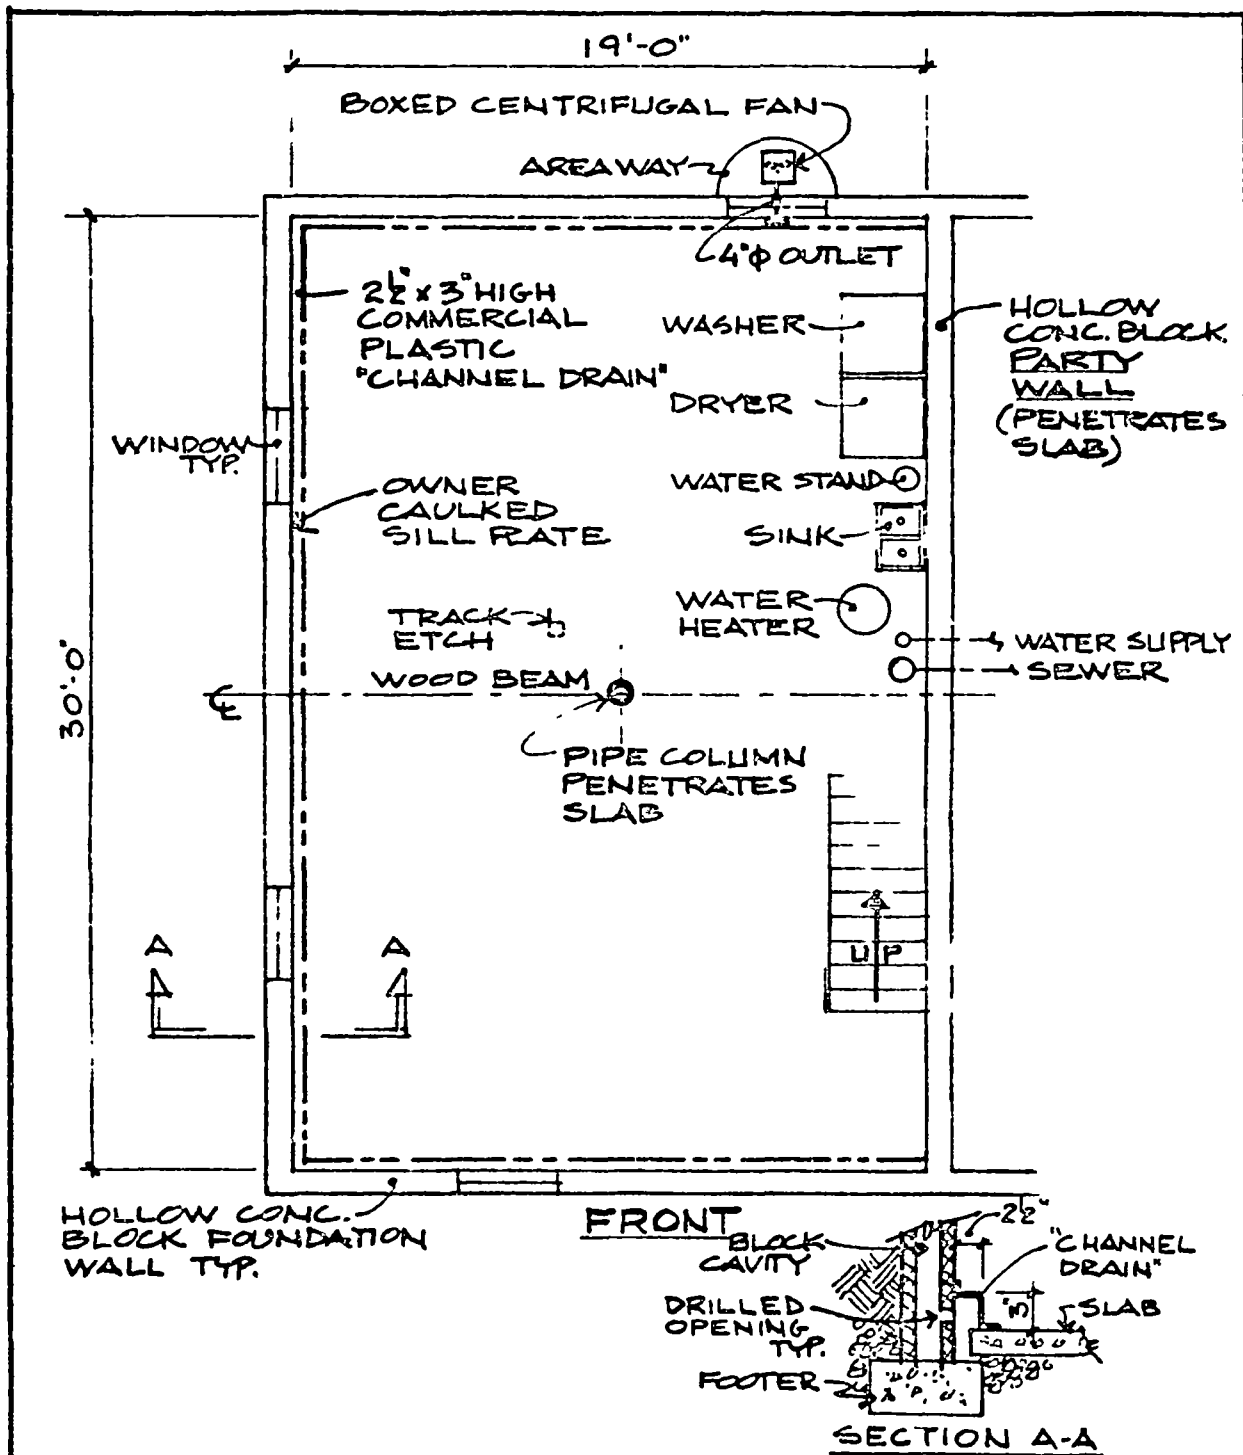 19'-0"
BOXED CENTRIFUGAL FAN
AREAWAY
4"φ OUTLET
2½" x 3" HIGH
COMMERCIAL
PLASTIC
"CHANNEL DRAIN"
WASHER
HOLLOW
CONC. BLOCK
PARTY
WALL
(PENETRATES
SLAB)
DRYER
WINDOW
TYP.
WATER STAND
OWNER
CAULKED
SILL PLATE
SINK
WATER
HEATER
TRACK
ETCH
WATER SUPPLY
SEWER
30'-0"
WOOD BEAM
℄
PIPE COLUMN
PENETRATES
SLAB
A
A
UP
HOLLOW CONC.
BLOCK FOUNDATION
WALL TYP.
FRONT
2½"
BLOCK
CAVITY
"CHANNEL
DRAIN"
DRILLED
OPENING
TYP.
3"
SLAB
FOOTER
SECTION A-A